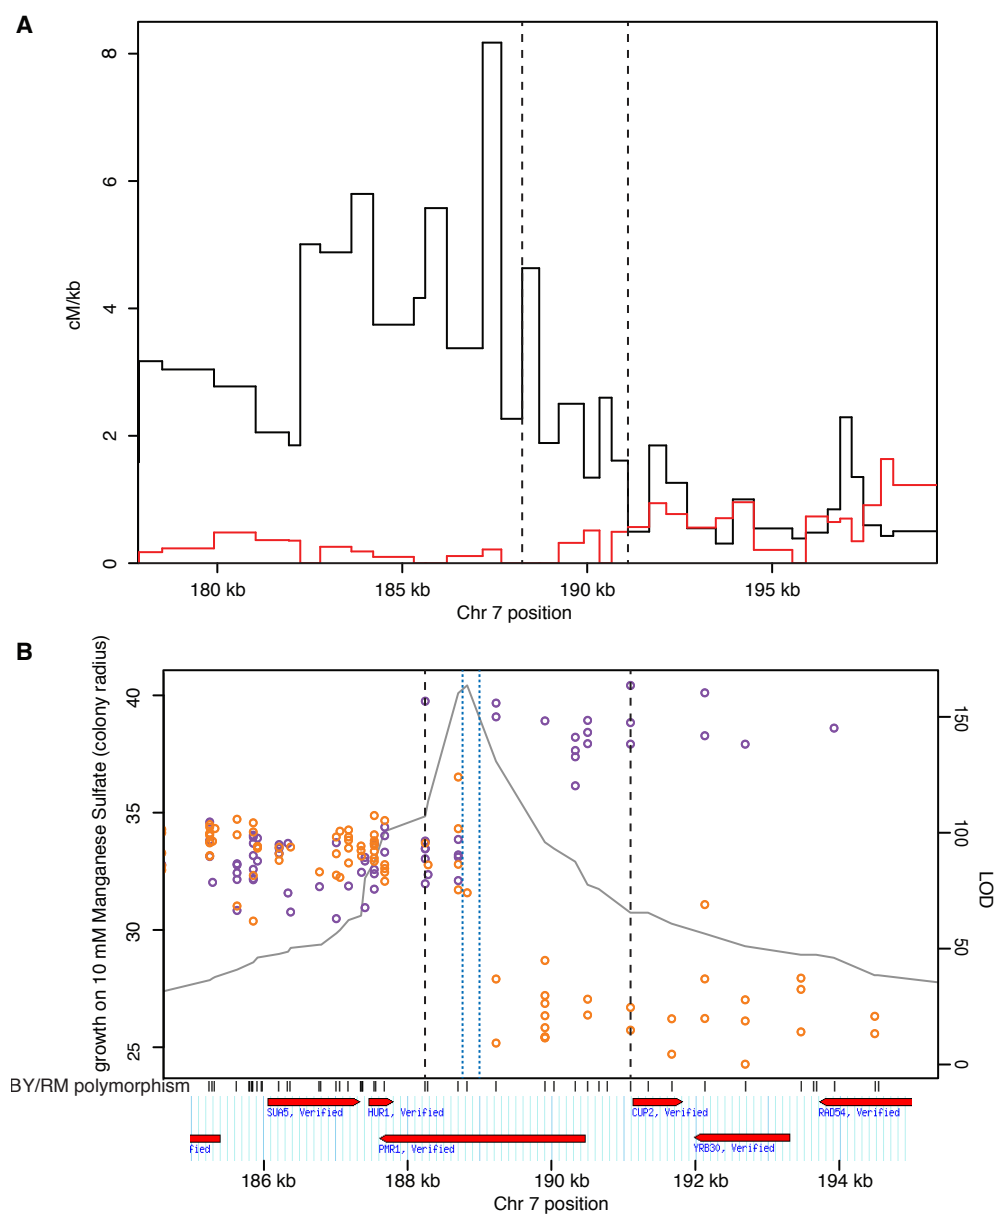 A
8
6
4
2
0
cM/kb
180 kb
185 kb
190 kb
195 kb
Chr 7 position
B
growth on 10 mM Manganese Sulfate (colony radius)
40
35
30
25
150
100
50
0
LOD
BY/RM polymorphism
SUA5, Verified
HUR1, Verified
CUP2, Verified
RAD54, Verified
fied
PMR1, Verified
YRB30, Verified
186 kb
188 kb
190 kb
192 kb
194 kb
Chr 7 position